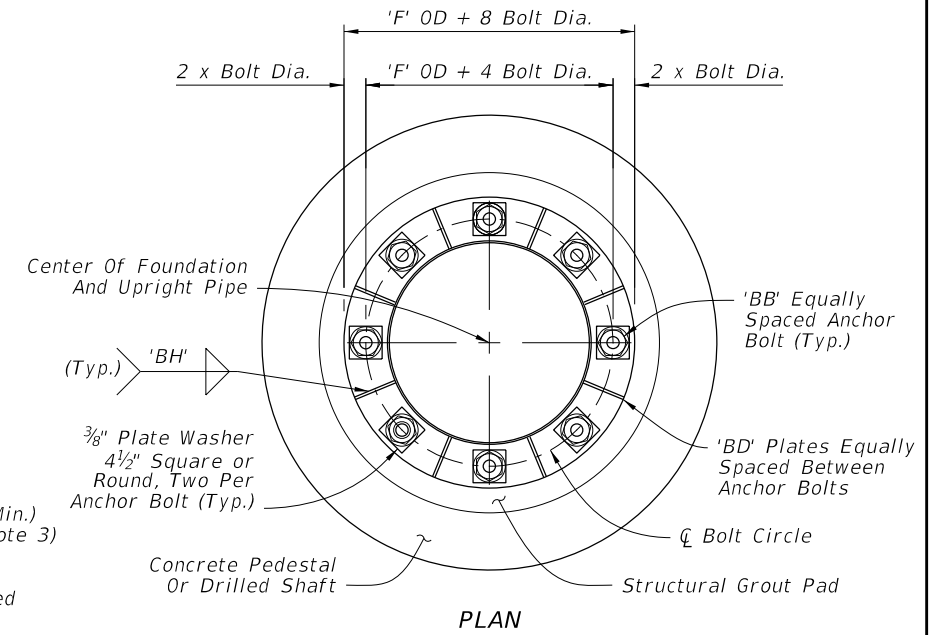 'F' OD + 8 Bolt Dia.
2 x Bolt Dia.
'F' OD + 4 Bolt Dia.
2 x Bolt Dia.
Center Of Foundation
And Upright Pipe
'BB' Equally
Spaced Anchor
Bolt (Typ.)
(Typ.)
'BH'
3/8" Plate Washer
4 1/2" Square or
Round, Two Per
Anchor Bolt (Typ.)
'BD' Plates Equally
Spaced Between
Anchor Bolts
℄ Bolt Circle
Concrete Pedestal
Or Drilled Shaft
Structural Grout Pad
3)
PLAN